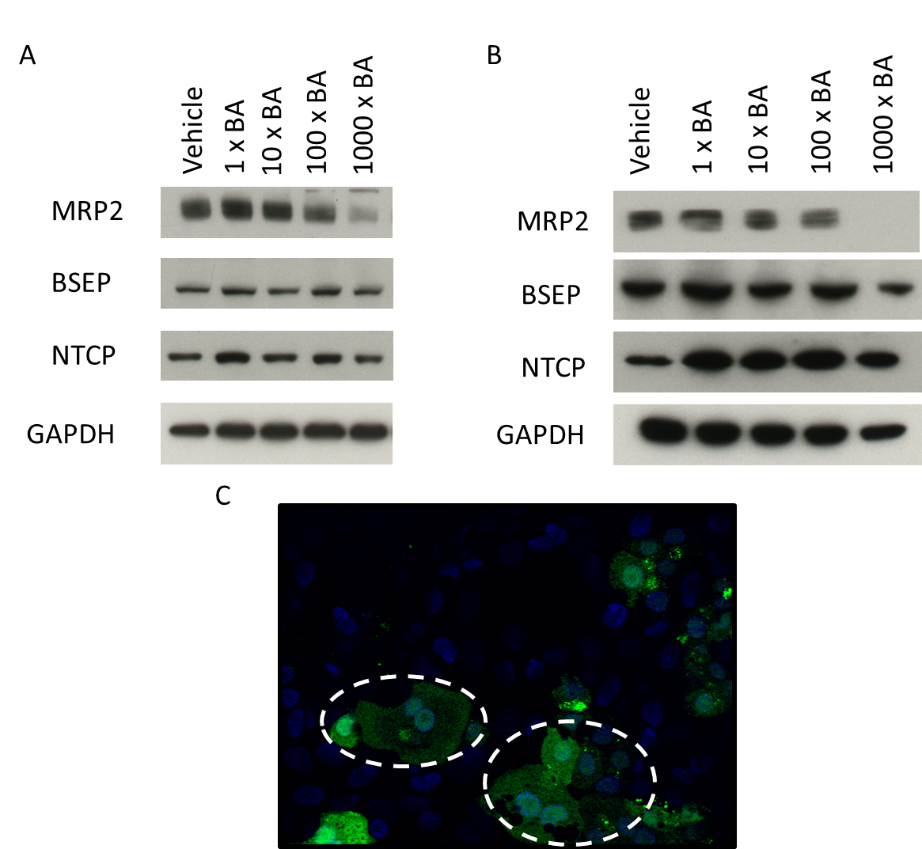 A
Vehicle
1 x BA
10 x BA
100 x BA
1000 x BA
MRP2
BSEP
NTCP
GAPDH
B
Vehicle
1 x BA
10 x BA
100 x BA
1000 x BA
MRP2
BSEP
NTCP
GAPDH
C